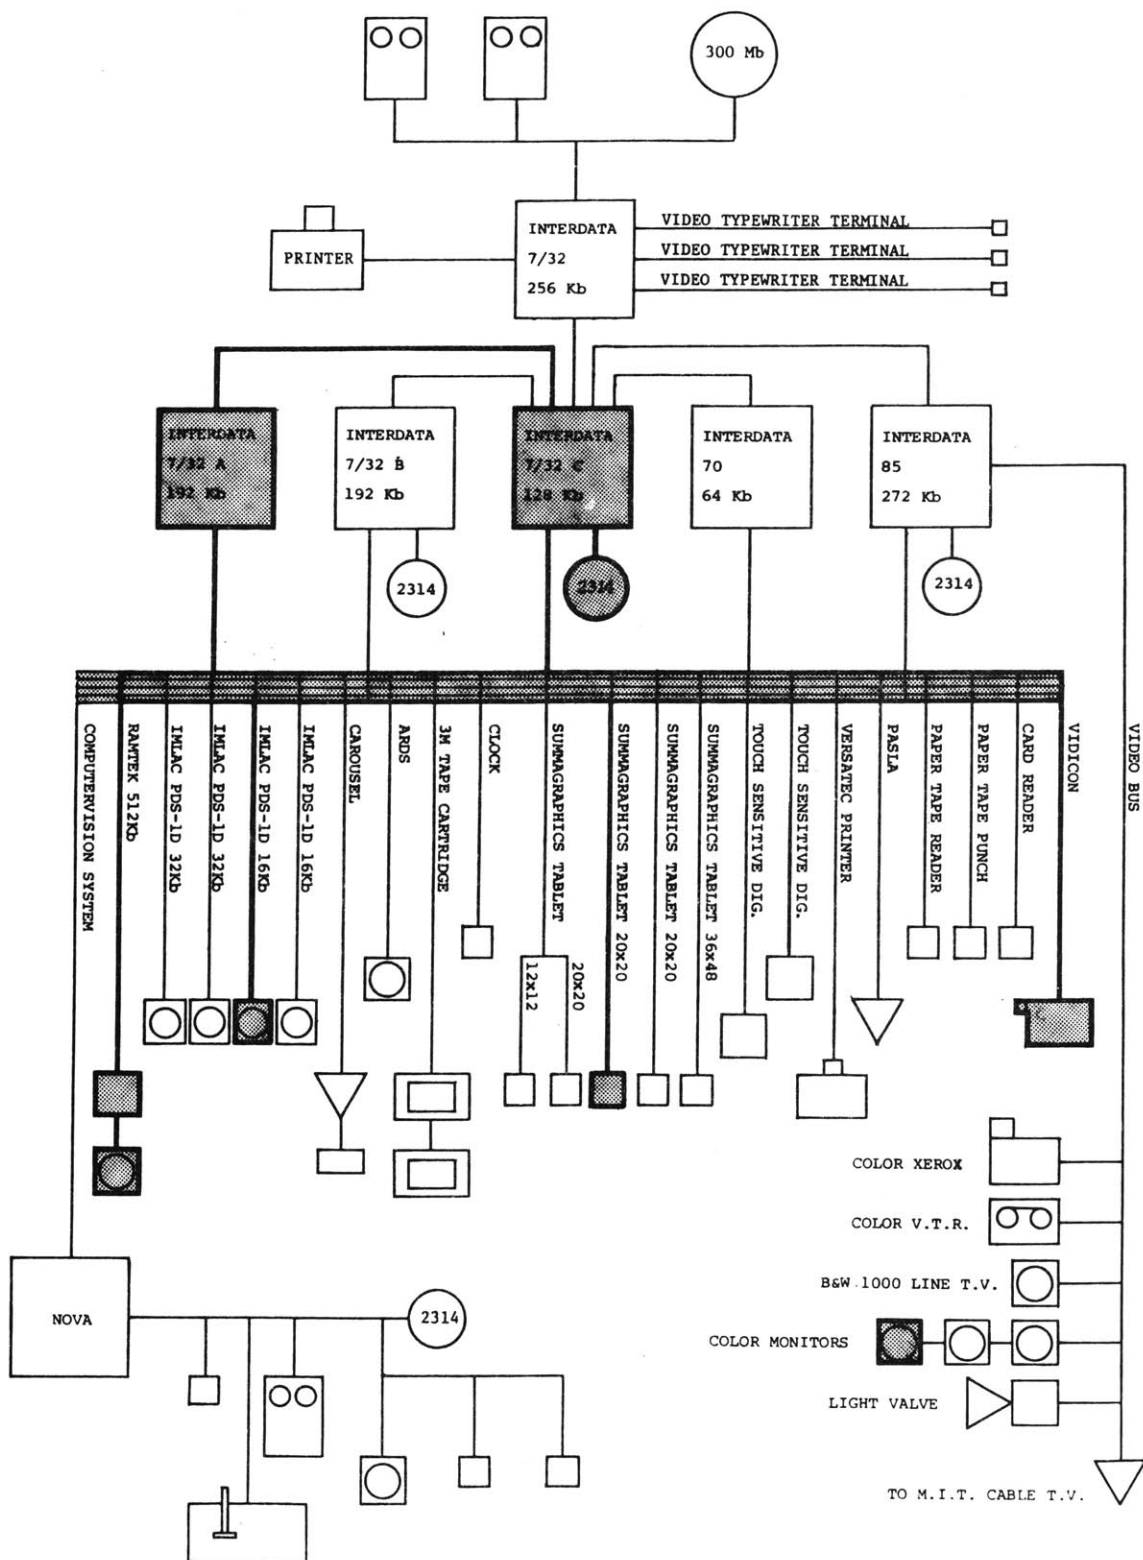 300 Mb
INTERDATA
7/32
256 Kb
PRINTER
VIDEO TYPEWRITER TERMINAL
VIDEO TYPEWRITER TERMINAL
VIDEO TYPEWRITER TERMINAL
INTERDATA
7/32 A
192 Kb
INTERDATA
7/32 B
192 Kb
INTERDATA
7/32 C
128 Kb
INTERDATA
70
64 Kb
INTERDATA
85
272 Kb
2314
2314
2314
COMPUTERVISION SYSTEM
RAMTEK 512Kb
IMLAC PDS-1D 32Kb
IMLAC PDS-1D 32Kb
IMLAC PDS-1D 16Kb
IMLAC PDS-1D 16Kb
CAROUSEL
ARDS
3M TAPE CARTRIDGE
CLOCK
SUMMAGRAPHICS TABLET
12x12
20x20
SUMMAGRAPHICS TABLET 20x20
SUMMAGRAPHICS TABLET 20x20
SUMMAGRAPHICS TABLET 36x48
TOUCH SENSITIVE DIG.
TOUCH SENSITIVE DIG.
VERSATEC PRINTER
PASLA
PAPER TAPE READER
PAPER TAPE PUNCH
CARD READER
VIDICON
VIDEO BUS
COLOR XEROX
COLOR V.T.R.
B&W 1000 LINE T.V.
COLOR MONITORS
LIGHT VALVE
TO M.I.T. CABLE T.V.
NOVA
2314